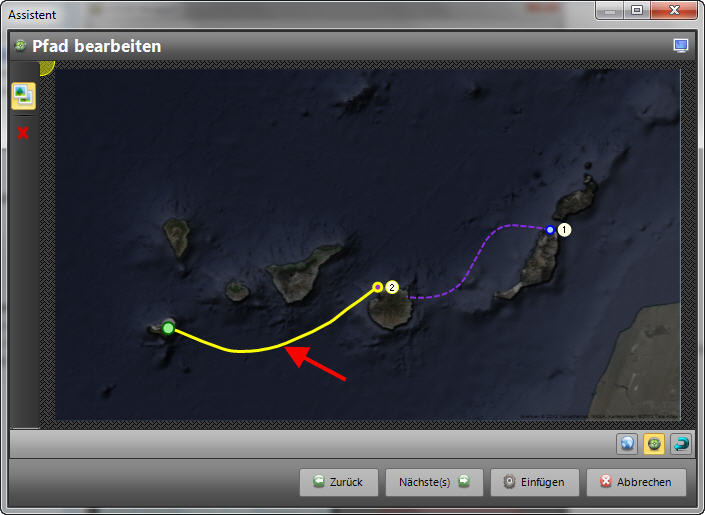 Assistent
Pfad bearbeiten
1
2
Zurück
Nächste(s)
Einfügen
Abbrechen